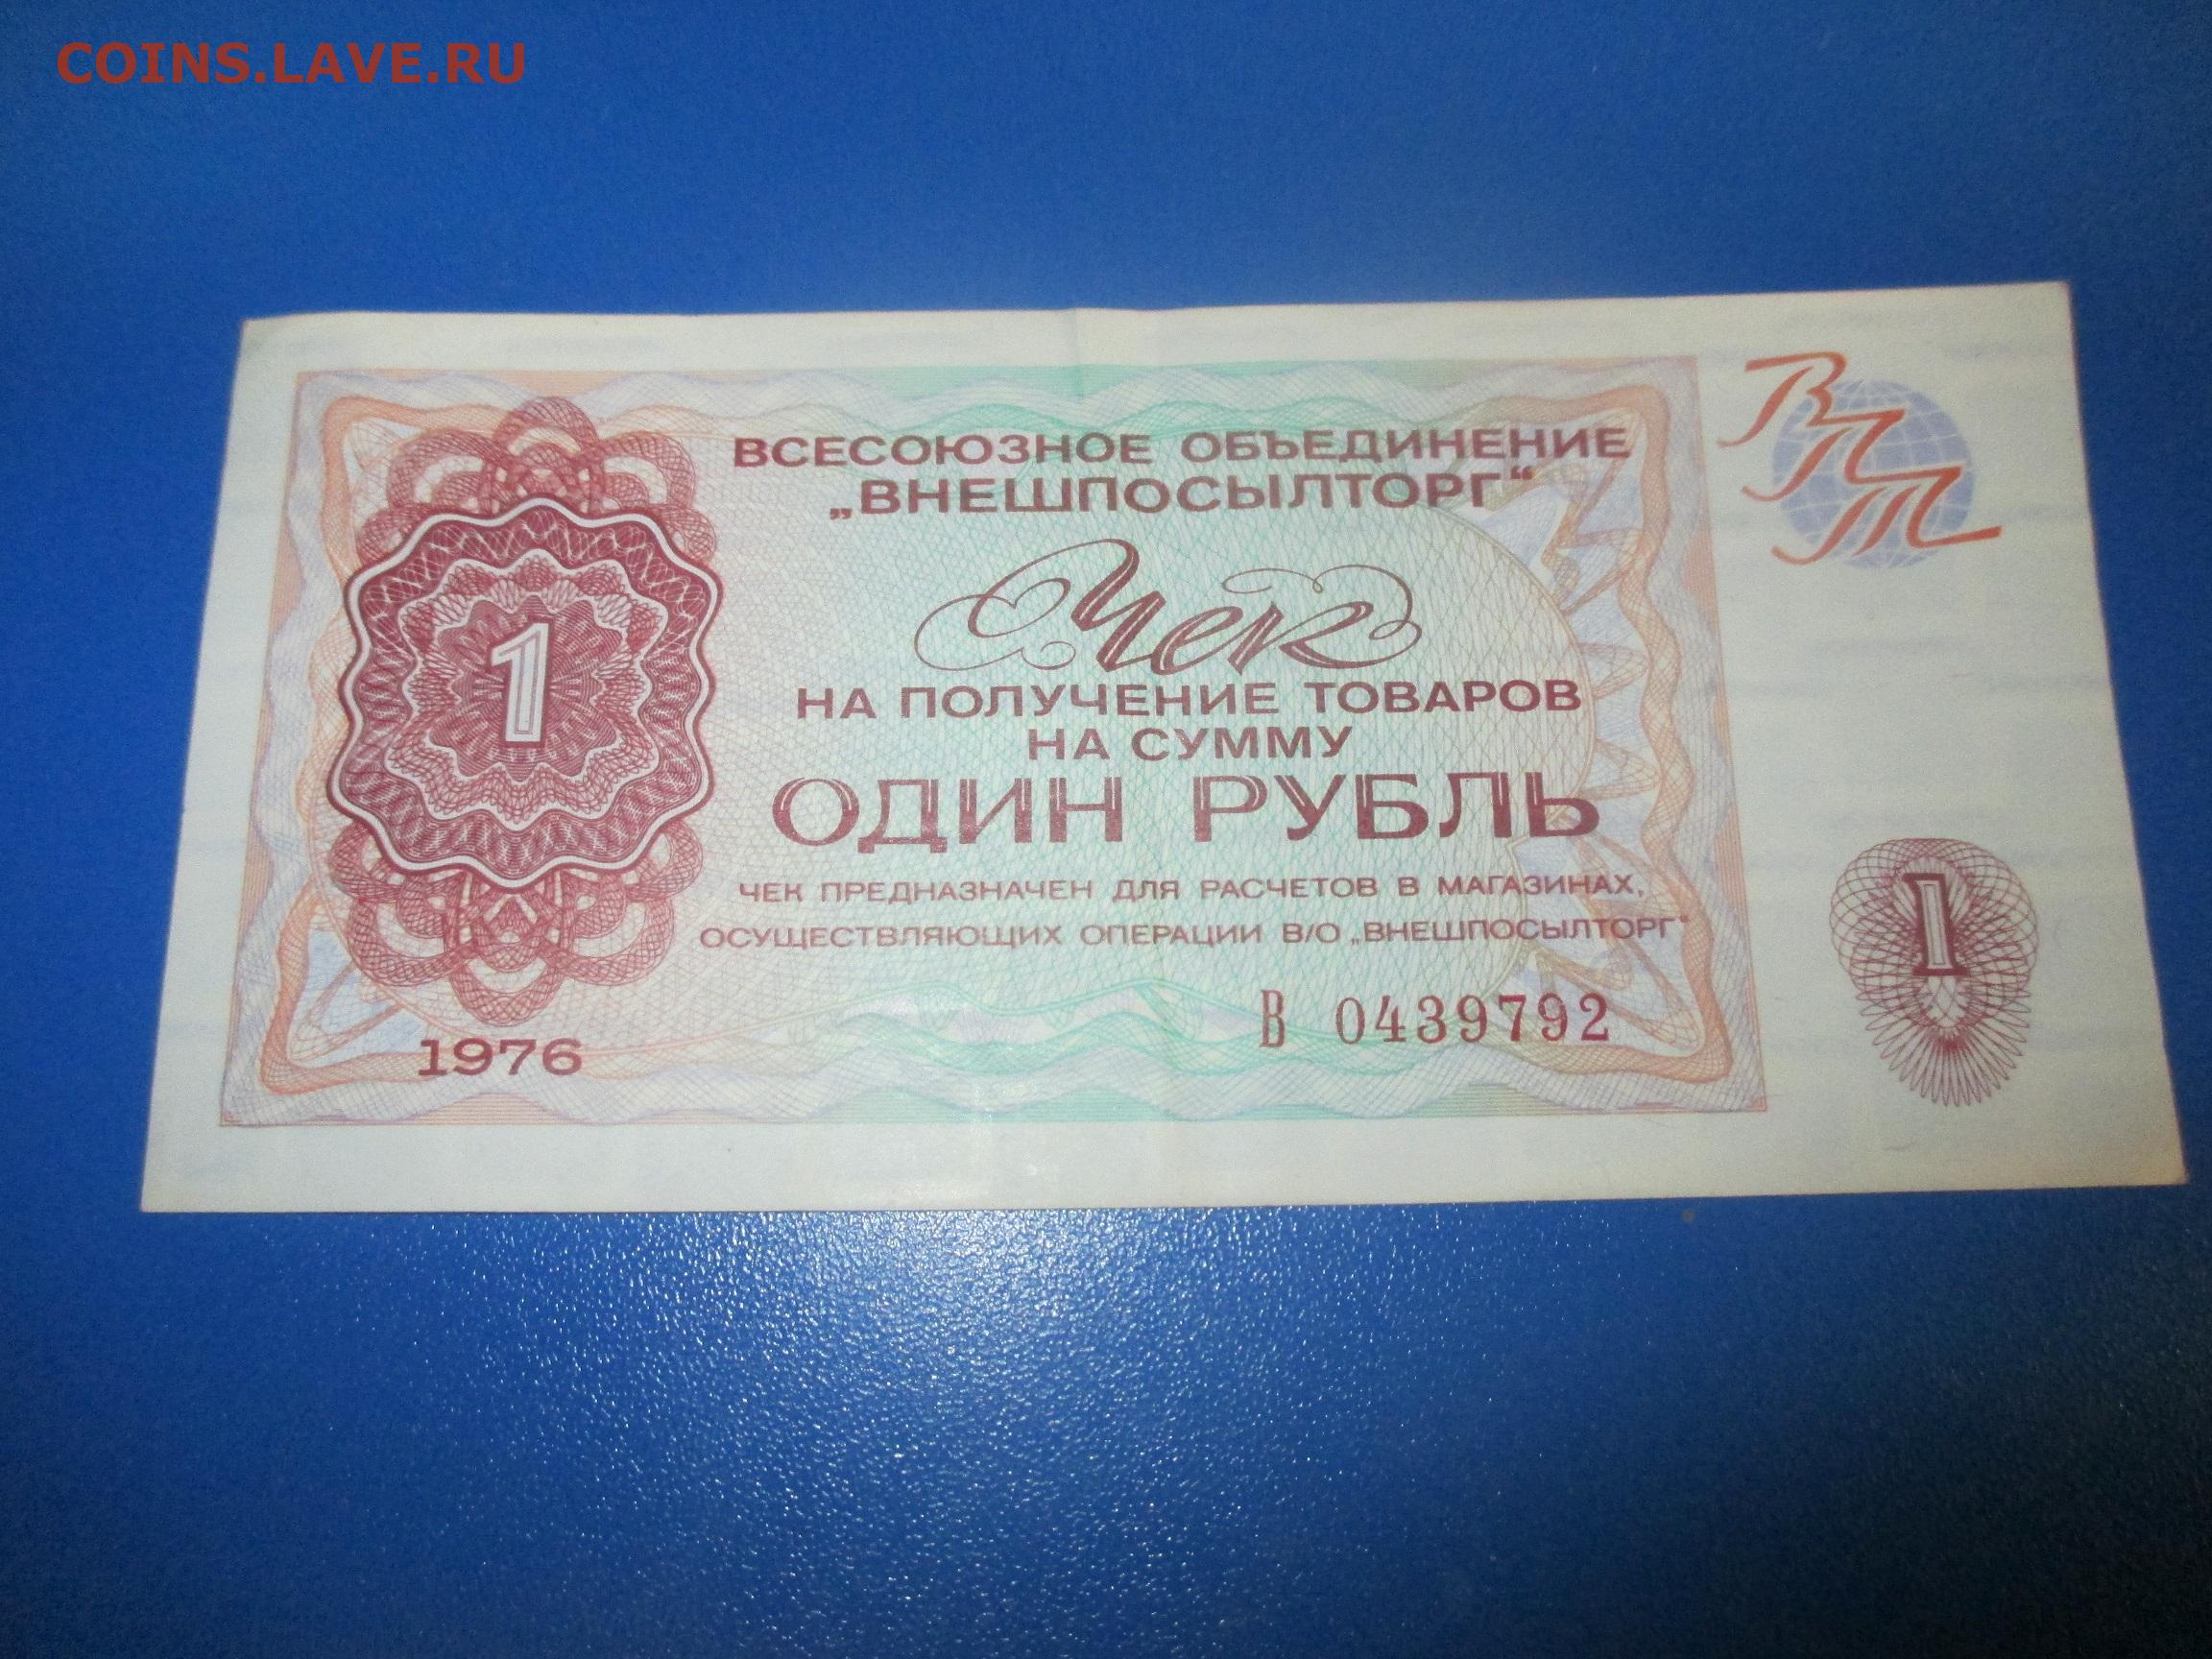 COINS.LAVE.RU
ВСЕСОЮЗНОЕ ОБЪЕДИНЕНИЕ
„ВНЕШПОСЫЛТОРГ“
ВПТ
Чек
НА ПОЛУЧЕНИЕ ТОВАРОВ
НА СУММУ
1
ОДИН РУБЛЬ
ЧЕК ПРЕДНАЗНАЧЕН ДЛЯ РАСЧЕТОВ В МАГАЗИНАХ,
ОСУЩЕСТВЛЯЮЩИХ ОПЕРАЦИИ В/О „ВНЕШПОСЫЛТОРГ“
1
В 0439792
1976